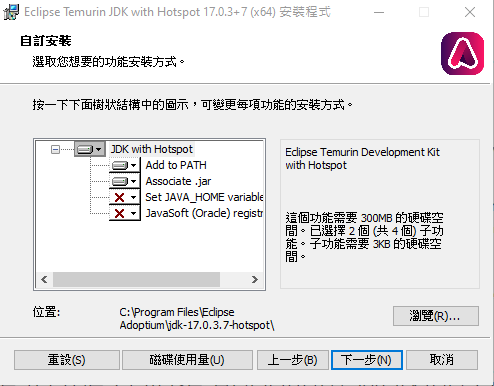 Eclipse Temurin JDK with Hotspot 17.0.3+7 (x64) 安裝程式
自訂安裝
選取您想要的功能安裝方式。
按一下下面樹狀結構中的圖示，可變更每項功能的安裝方式。
JDK with Hotspot
Add to PATH
Associate .jar
Set JAVA_HOME variable
JavaSoft (Oracle) registr
Eclipse Temurin Development Kit
with Hotspot
這個功能需要 300MB 的硬碟空
間。已選擇 2 個 (共 4 個) 子功
能。子功能需要 3KB 的硬碟空
間。
位置:
C:\Program Files\Eclipse
Adoptium\jdk-17.0.3.7-hotspot\
瀏覽(R)...
重設(S)
磁碟使用量(U)
上一步(B)
下一步(N)
取消